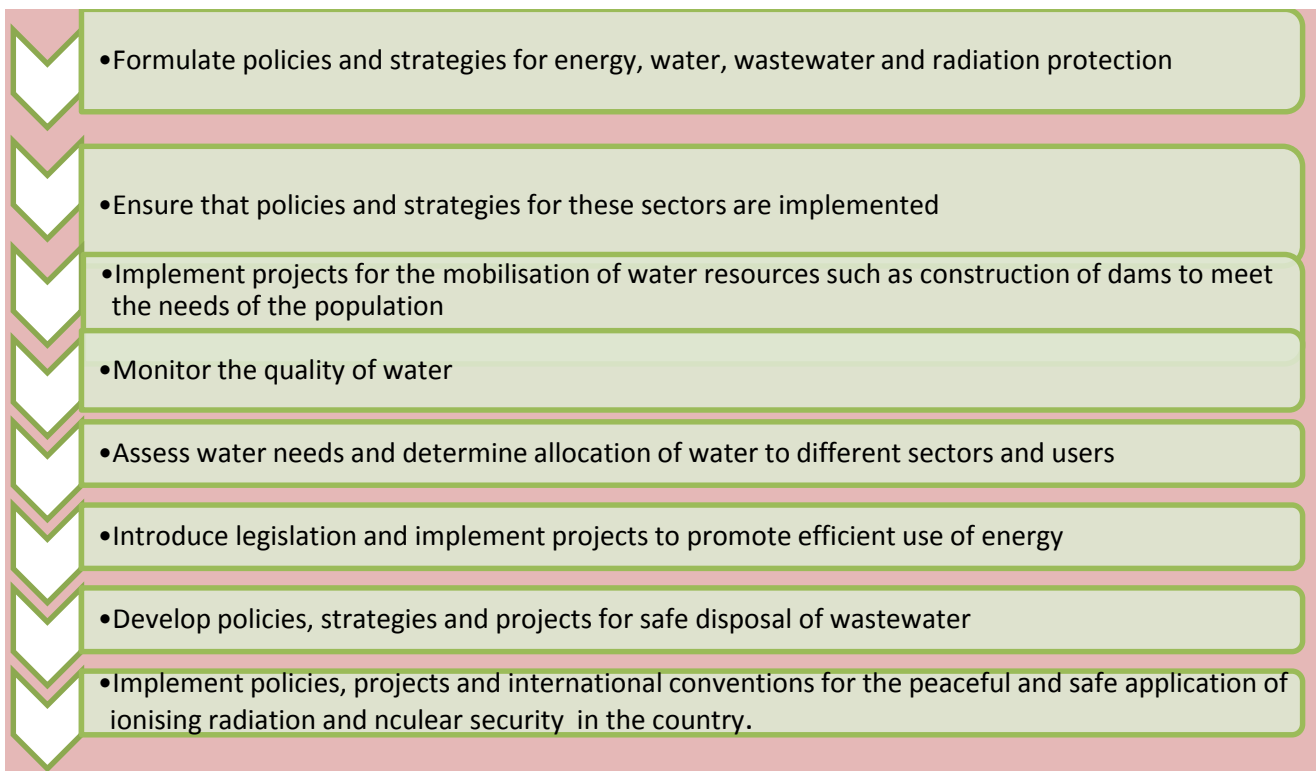 •Formulate policies and strategies for energy, water, wastewater and radiation protection
•Ensure that policies and strategies for these sectors are implemented
•Implement projects for the mobilisation of water resources such as construction of dams to meet
the needs of the population
•Monitor the quality of water
•Assess water needs and determine allocation of water to different sectors and users
•Introduce legislation and implement projects to promote efficient use of energy
•Develop policies, strategies and projects for safe disposal of wastewater
•Implement policies, projects and international conventions for the peaceful and safe application of
ionising radiation and nculear security in the country.